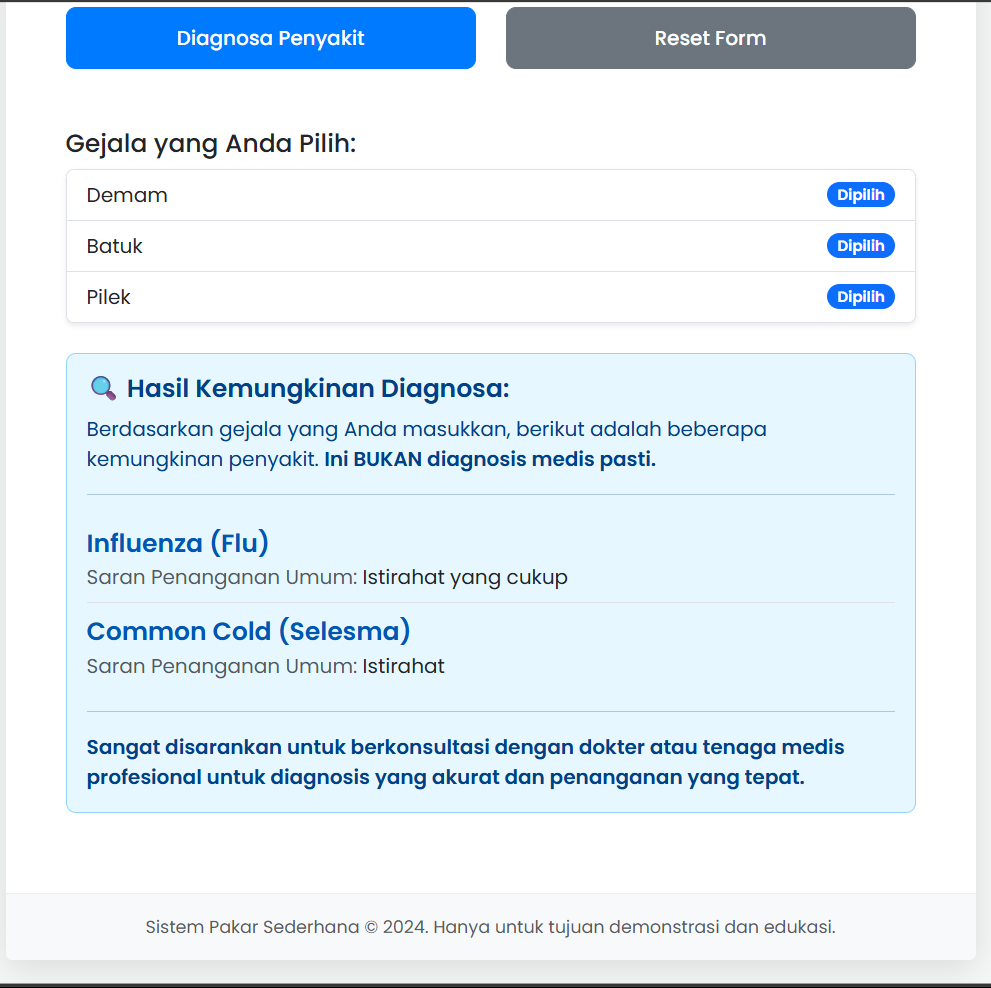 Diagnosa Penyakit
Reset Form
Gejala yang Anda Pilih:
Demam
Dipilih
Batuk
Dipilih
Pilek
Dipilih
Hasil Kemungkinan Diagnosa:
Berdasarkan gejala yang Anda masukkan, berikut adalah beberapa
kemungkinan penyakit. Ini BUKAN diagnosis medis pasti.
Influenza (Flu)
Saran Penanganan Umum: Istirahat yang cukup
Common Cold (Selesma)
Saran Penanganan Umum: Istirahat
Sangat disarankan untuk berkonsultasi dengan dokter atau tenaga medis
profesional untuk diagnosis yang akurat dan penanganan yang tepat.
Sistem Pakar Sederhana © 2024. Hanya untuk tujuan demonstrasi dan edukasi.